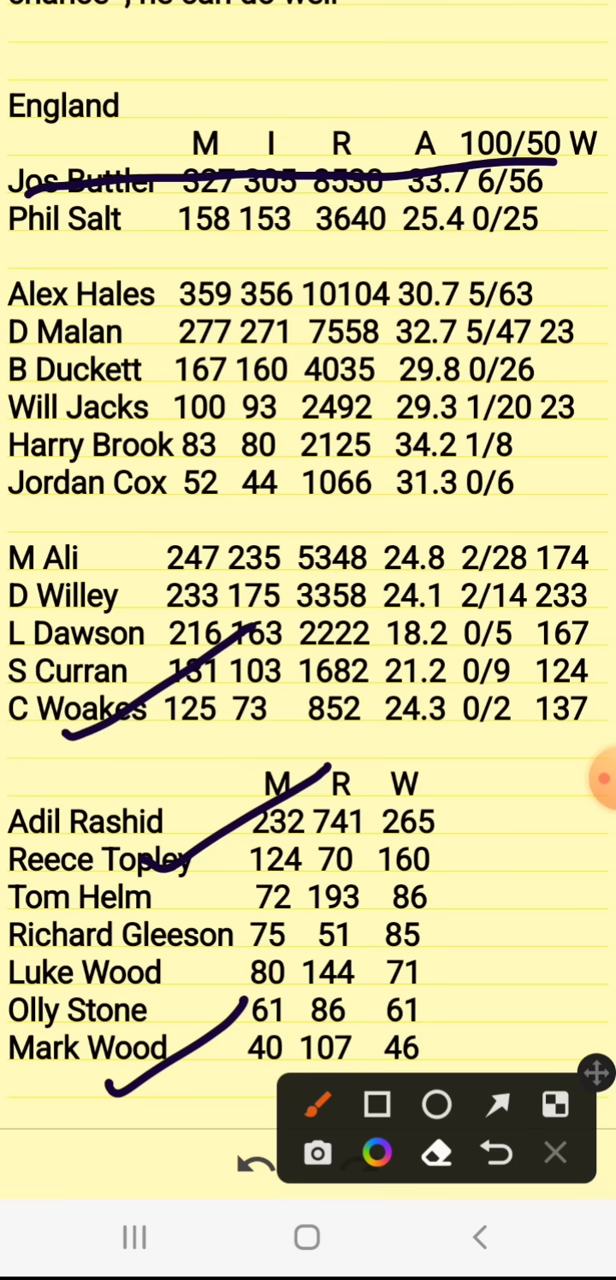 England
M I R A 100/50 W
Jos Buttler 327 305 8530 33.7 6/56
Phil Salt 158 153 3640 25.4 0/25
Alex Hales 359 356 10104 30.7 5/63
D Malan 277 271 7558 32.7 5/47 23
B Duckett 167 160 4035 29.8 0/26
Will Jacks 100 93 2492 29.3 1/20 23
Harry Brook 83 80 2125 34.2 1/8
Jordan Cox 52 44 1066 31.3 0/6
M Ali 247 235 5348 24.8 2/28 174
D Willey 233 175 3358 24.1 2/14 233
L Dawson 216 163 2222 18.2 0/5 167
S Curran 131 103 1682 21.2 0/9 124
C Woakes 125 73 852 24.3 0/2 137
M R W
Adil Rashid 232 741 265
Reece Topley 124 70 160
Tom Helm 72 193 86
Richard Gleeson 75 51 85
Luke Wood 80 144 71
Olly Stone 61 86 61
Mark Wood 40 107 46